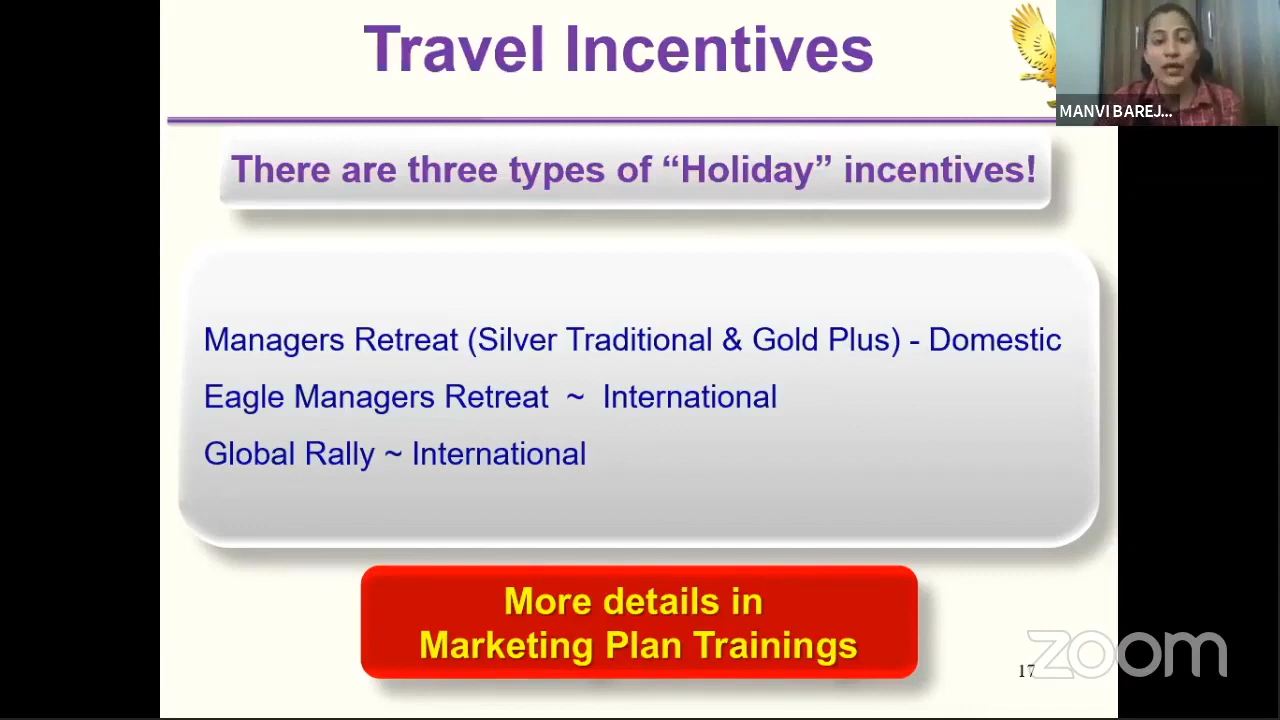 Travel Incentives
MANVI BAREJ...
There are three types of “Holiday” incentives!
Managers Retreat (Silver Traditional & Gold Plus) - Domestic
Eagle Managers Retreat ~ International
Global Rally ~ International
More details in
Marketing Plan Trainings
17
zoom